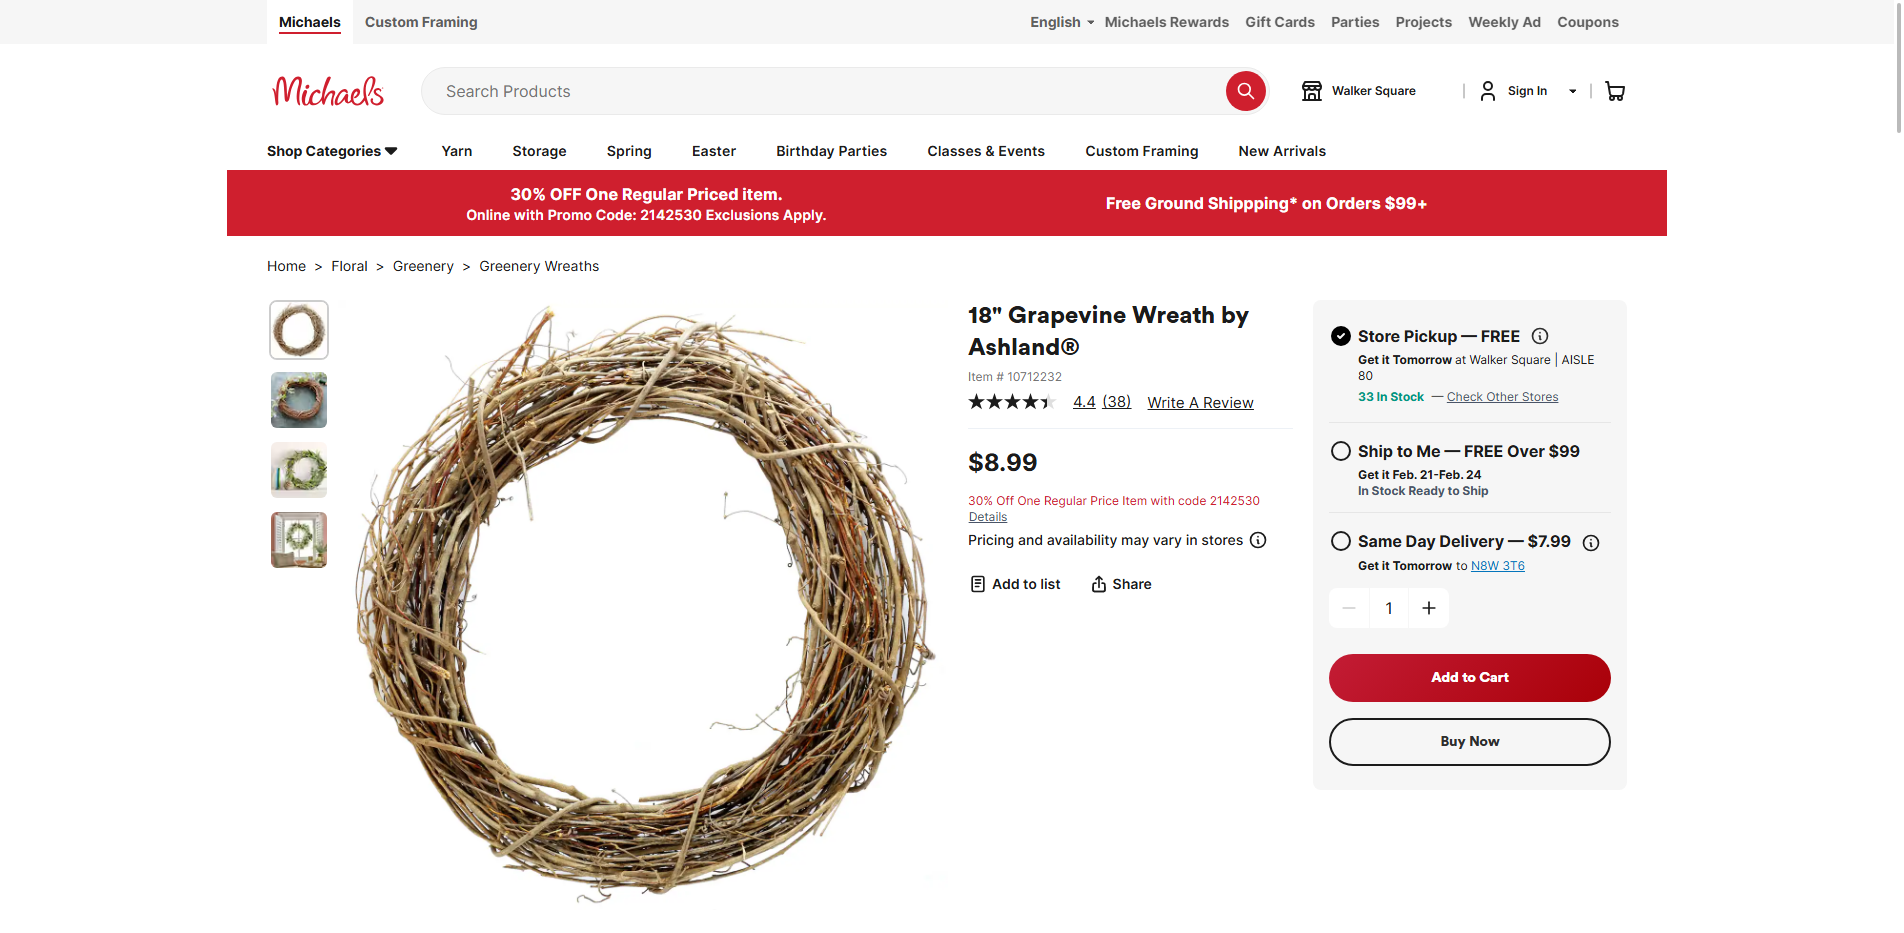 Michaels
Custom Framing
English
Michaels Rewards
Gift Cards
Parties
Projects
Weekly Ad
Coupons
Michaels
Search Products
Walker Square
Sign In
Shop Categories
Yarn
Storage
Spring
Easter
Birthday Parties
Classes & Events
Custom Framing
New Arrivals
30% OFF One Regular Priced item.
Online with Promo Code: 2142530 Exclusions Apply.
Free Ground Shippping* on Orders $99+
Home > Floral > Greenery > Greenery Wreaths
18" Grapevine Wreath by
Ashland®
Item # 10712232
4.4 (38) Write A Review
$8.99
30% Off One Regular Price Item with code 2142530
Details
Pricing and availability may vary in stores
Add to list
Share
Store Pickup — FREE
Get it Tomorrow at Walker Square | AISLE
80
33 In Stock — Check Other Stores
Ship to Me — FREE Over $99
Get it Feb. 21-Feb. 24
In Stock Ready to Ship
Same Day Delivery — $7.99
Get it Tomorrow to N8W 3T6
1
Add to Cart
Buy Now